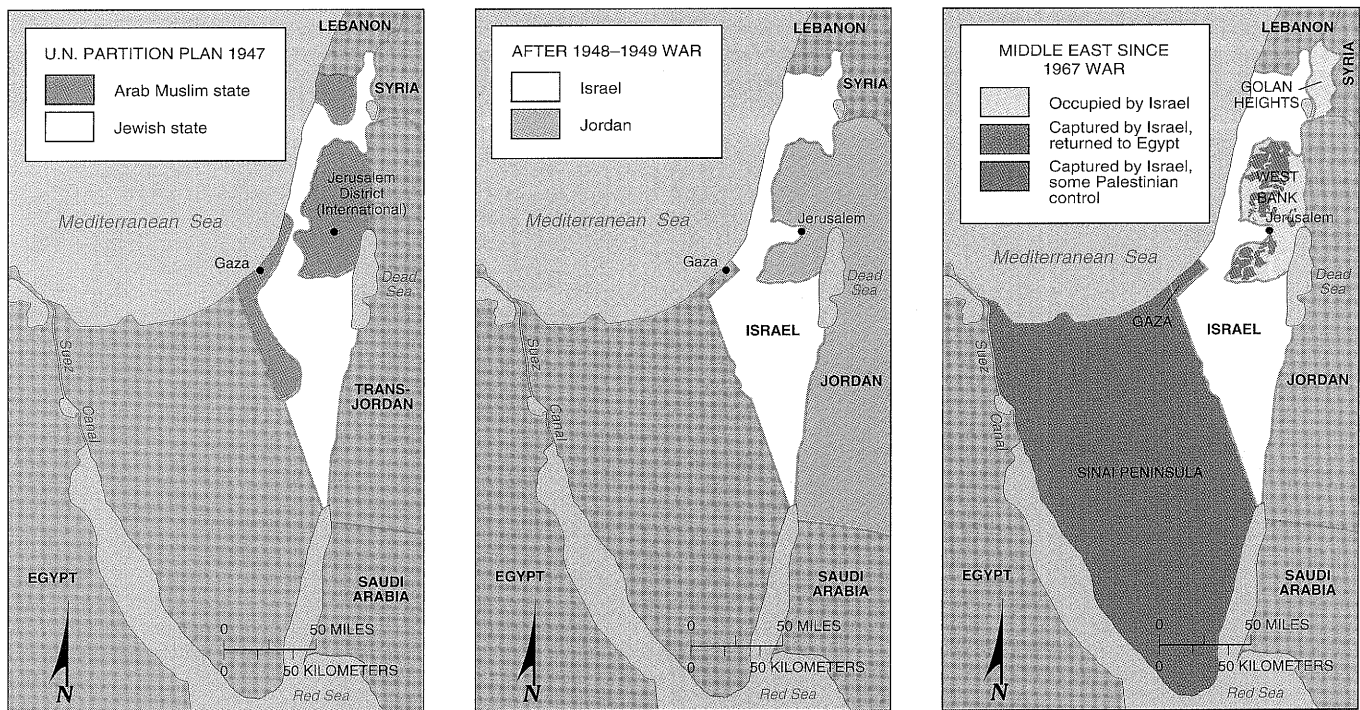 U.N. PARTITION PLAN 1947
Arab Muslim state
Jewish state
LEBANON
SYRIA
Jerusalem
District
(International)
Mediterranean Sea
Gaza
Dead
Sea
Suez
Canal
TRANS-
JORDAN
EGYPT
SAUDI
ARABIA
0
50 MILES
0
50 KILOMETERS
N
Red Sea
AFTER 1948–1949 WAR
Israel
Jordan
LEBANON
SYRIA
Mediterranean Sea
Jerusalem
Gaza
Dead
Sea
ISRAEL
Suez
Canal
JORDAN
EGYPT
SAUDI
ARABIA
0
50 MILES
0
50 KILOMETERS
N
Red Sea
MIDDLE EAST SINCE
1967 WAR
Occupied by Israel
Captured by Israel,
returned to Egypt
Captured by Israel,
some Palestinian
control
LEBANON
SYRIA
GOLAN
HEIGHTS
WEST
BANK
Jerusalem
Mediterranean Sea
Dead
Sea
GAZA
ISRAEL
Suez
Canal
JORDAN
SINAI PENINSULA
EGYPT
SAUDI
ARABIA
0
50 MILES
0
50 KILOMETERS
N
Red Sea